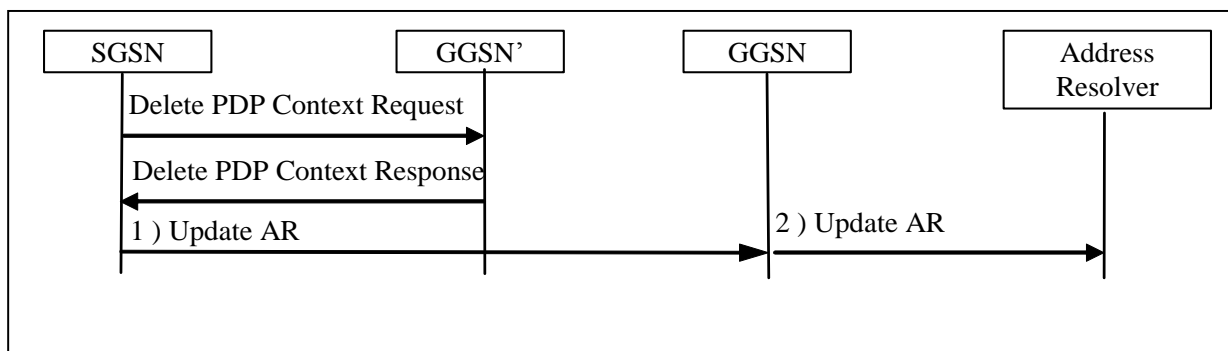 SGSN
GGSN’
GGSN
Address
Resolver
Delete PDP Context Request
Delete PDP Context Response
1 ) Update AR
2 ) Update AR